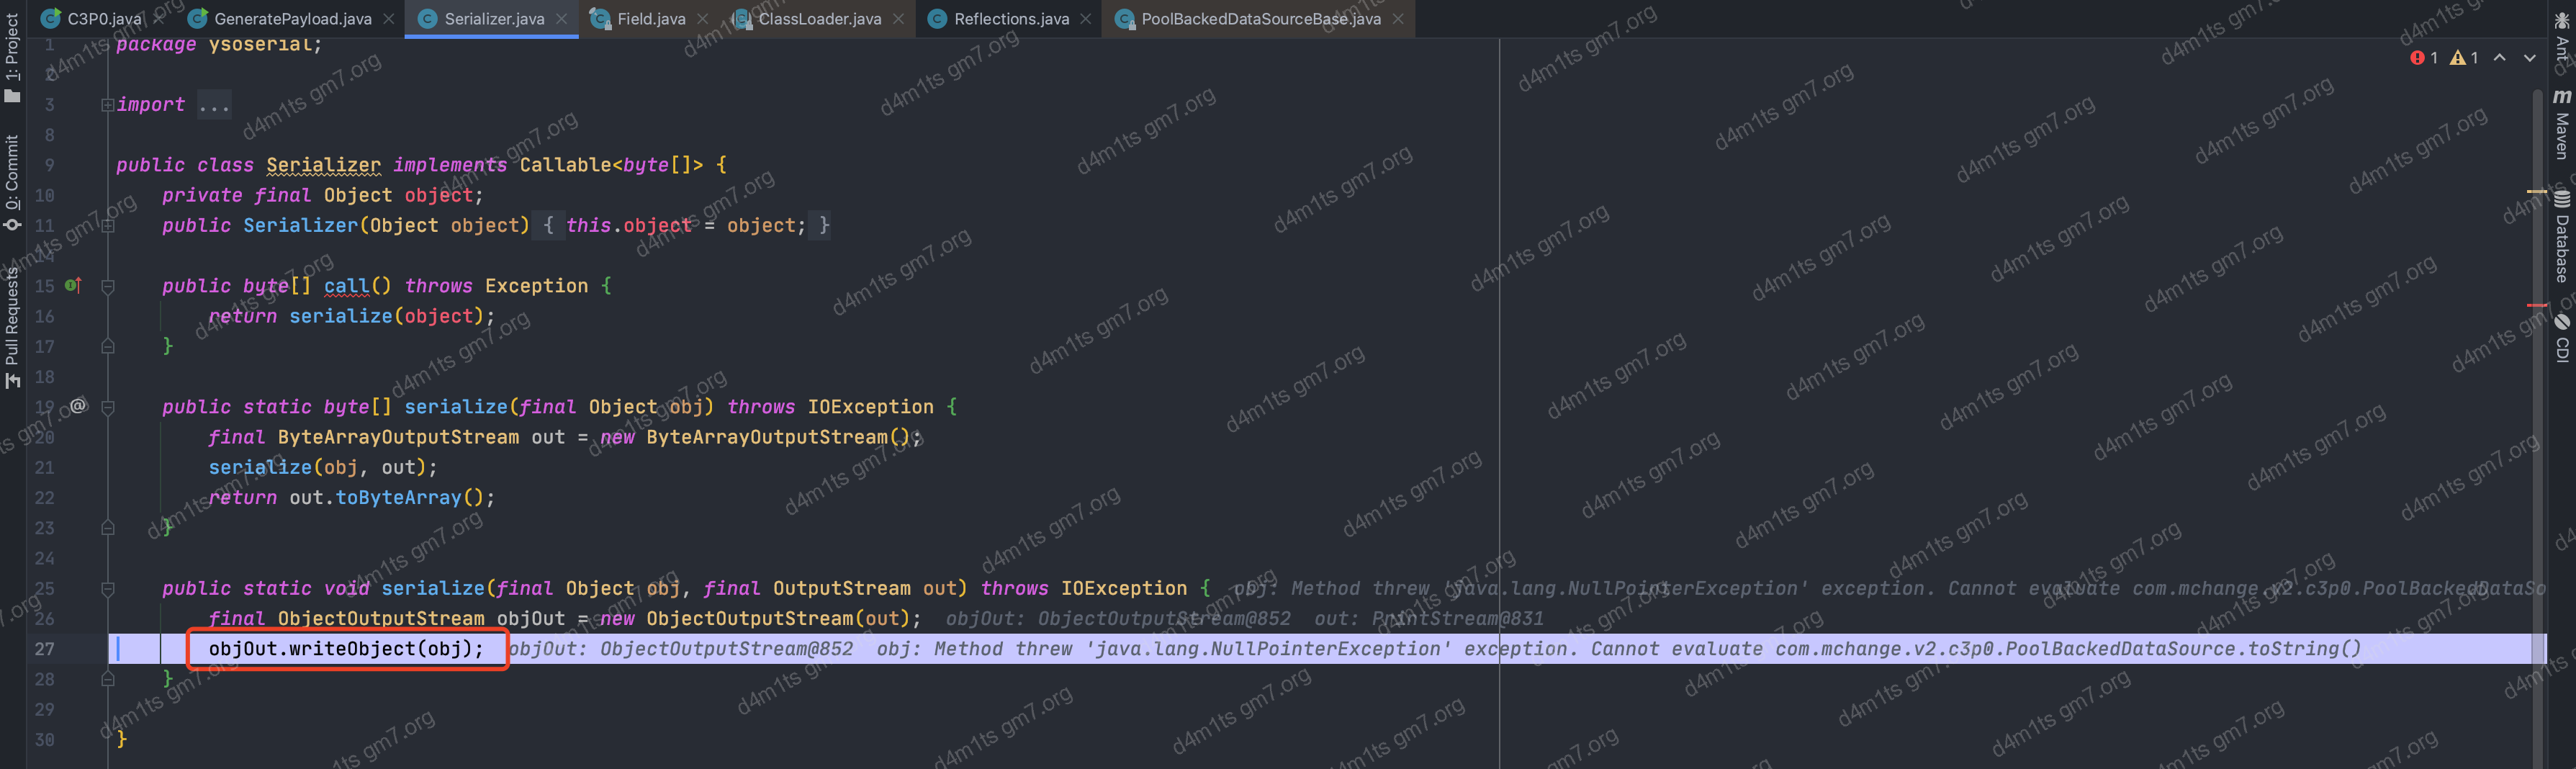 C3P0.java GeneratePayload.java Serializer.java Field.java ClassLoader.java Reflections.java PoolBackedDataSourceBase.java
1: Project
0: Commit
Pull Requests
Ant
Maven
Database
CDI
1 1
1 package ysoserial;
2
3 import ...
8
9 public class Serializer implements Callable<byte[]> {
10 private final Object object;
11 public Serializer(Object object) { this.object = object; }
14
15 public byte[] call() throws Exception {
16 return serialize(object);
17 }
18
19 @ public static byte[] serialize(final Object obj) throws IOException {
20 final ByteArrayOutputStream out = new ByteArrayOutputStream();
21 serialize(obj, out);
22 return out.toByteArray();
23 }
24
25 public static void serialize(final Object obj, final OutputStream out) throws IOException { obj: Method threw 'java.lang.NullPointerException' exception. Cannot evaluate com.mchange.v2.c3p0.PoolBackedDataSo
26 final ObjectOutputStream objOut = new ObjectOutputStream(out); objOut: ObjectOutputStream@852 out: PrintStream@831
27 objOut.writeObject(obj); objOut: ObjectOutputStream@852 obj: Method threw 'java.lang.NullPointerException' exception. Cannot evaluate com.mchange.v2.c3p0.PoolBackedDataSource.toString()
28 }
29
30 }
d4m1ts gm7.org